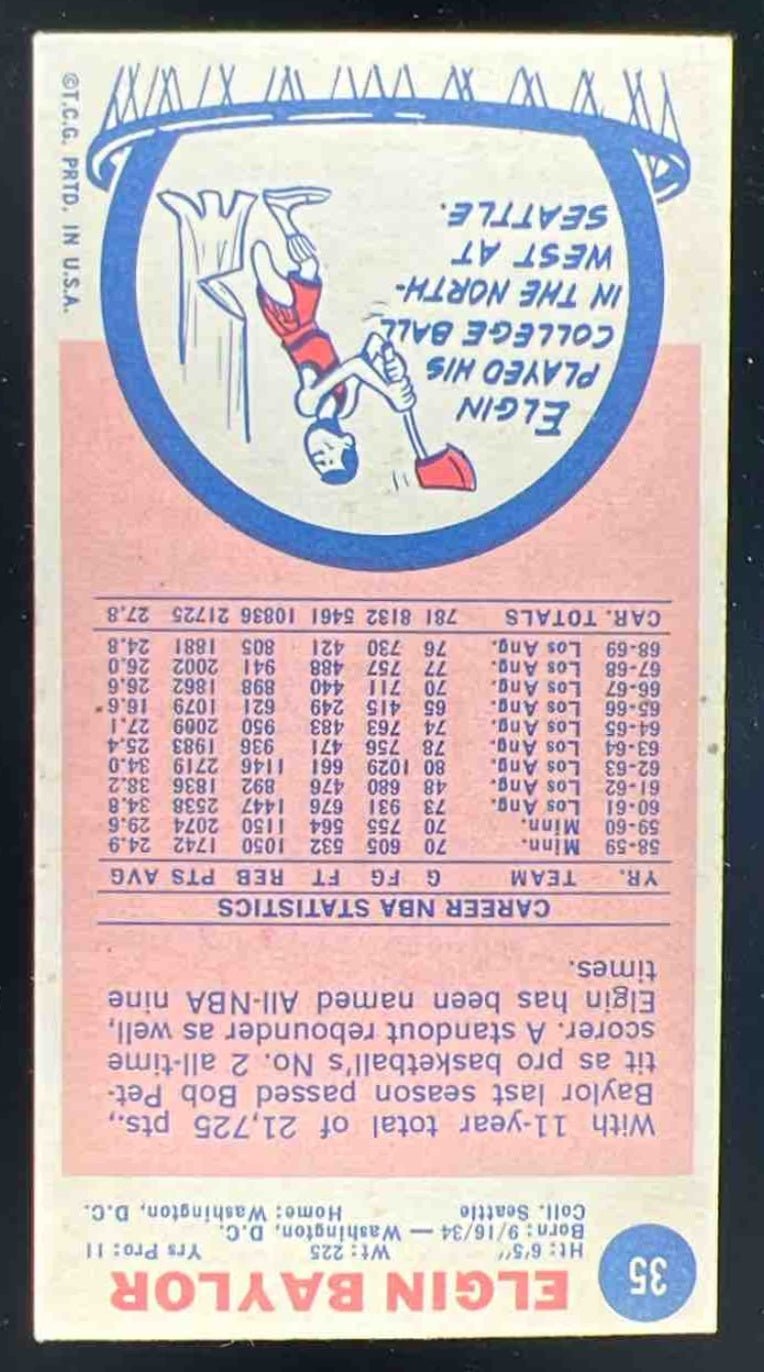 35
ELGIN BAYLOR
Ht: 6'5" Wt: 225 Yrs Pro: 11
Born: 9/16/34 — Washington, D.C.
Coll. Seattle Home: Washington, D.C.
With 11-year total of 21,725 pts.,
Baylor last season passed Bob Pet-
tit as pro basketball's No. 2 all-time
scorer. A standout rebounder as well,
Elgin has been named All-NBA nine
times.
CAREER NBA STATISTICS
YR. TEAM G FG FT REB PTS AVG
58-59 Minn. 70 605 532 1050 1742 24.9
59-60 Minn. 70 755 564 1150 2074 29.6
60-61 Los Ang. 73 931 676 1447 2538 34.8
61-62 Los Ang. 48 680 476 892 1836 38.2
62-63 Los Ang. 80 1029 661 1146 2719 34.0
63-64 Los Ang. 78 756 471 936 1983 25.4
64-65 Los Ang. 74 763 483 950 2009 27.1
65-66 Los Ang. 65 415 249 621 1079 16.6
66-67 Los Ang. 70 711 440 898 1862 26.6
67-68 Los Ang. 77 757 488 941 2002 26.0
68-69 Los Ang. 76 730 421 805 1881 24.8
CAR. TOTALS 781 8132 5461 10836 21725 27.8
ELGIN
PLAYED HIS
COLLEGE BALL
IN THE NORTH-
WEST AT
SEATTLE.
©T.C.G. PRTD. IN U.S.A.